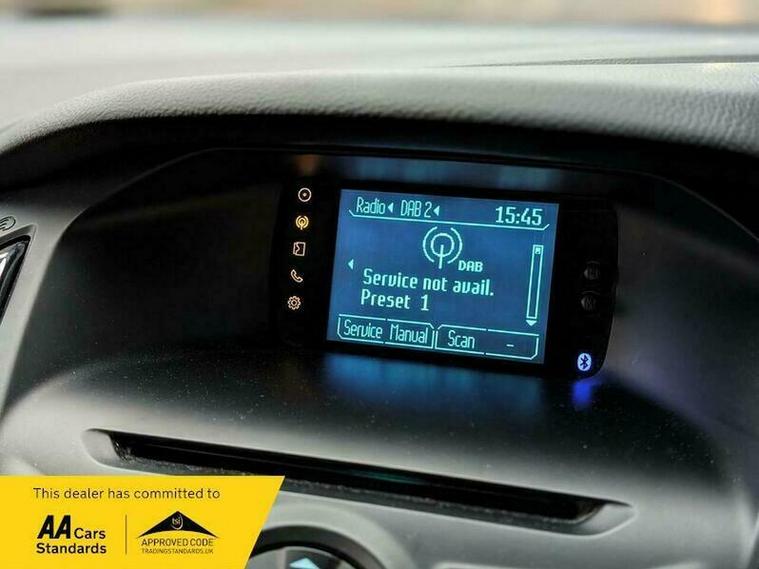 Radio DAB 2 15:45
DAB
Service not avail.
Preset 1
Service Manual Scan -
This dealer has committed to
AA Cars
Standards
tsi
APPROVED CODE
TRADINGSTANDARDS.UK